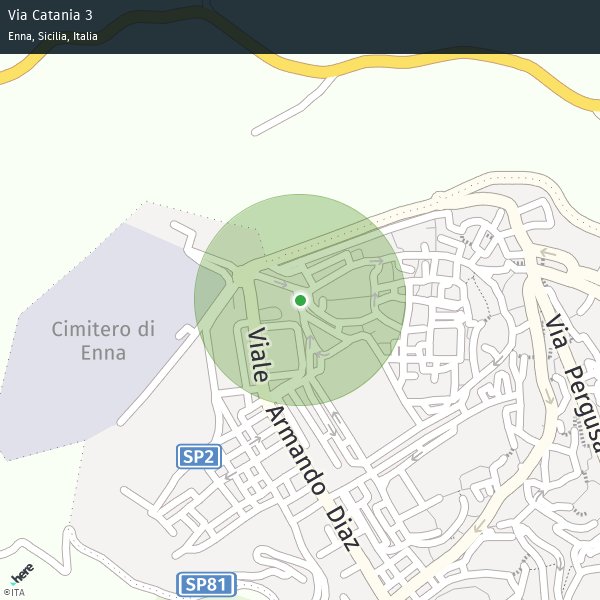 Via Catania 3
Enna, Sicilia, Italia
Cimitero di
Enna
Viale Armando Diaz
Via Pergusa
SP2
SP81
here
©ITA